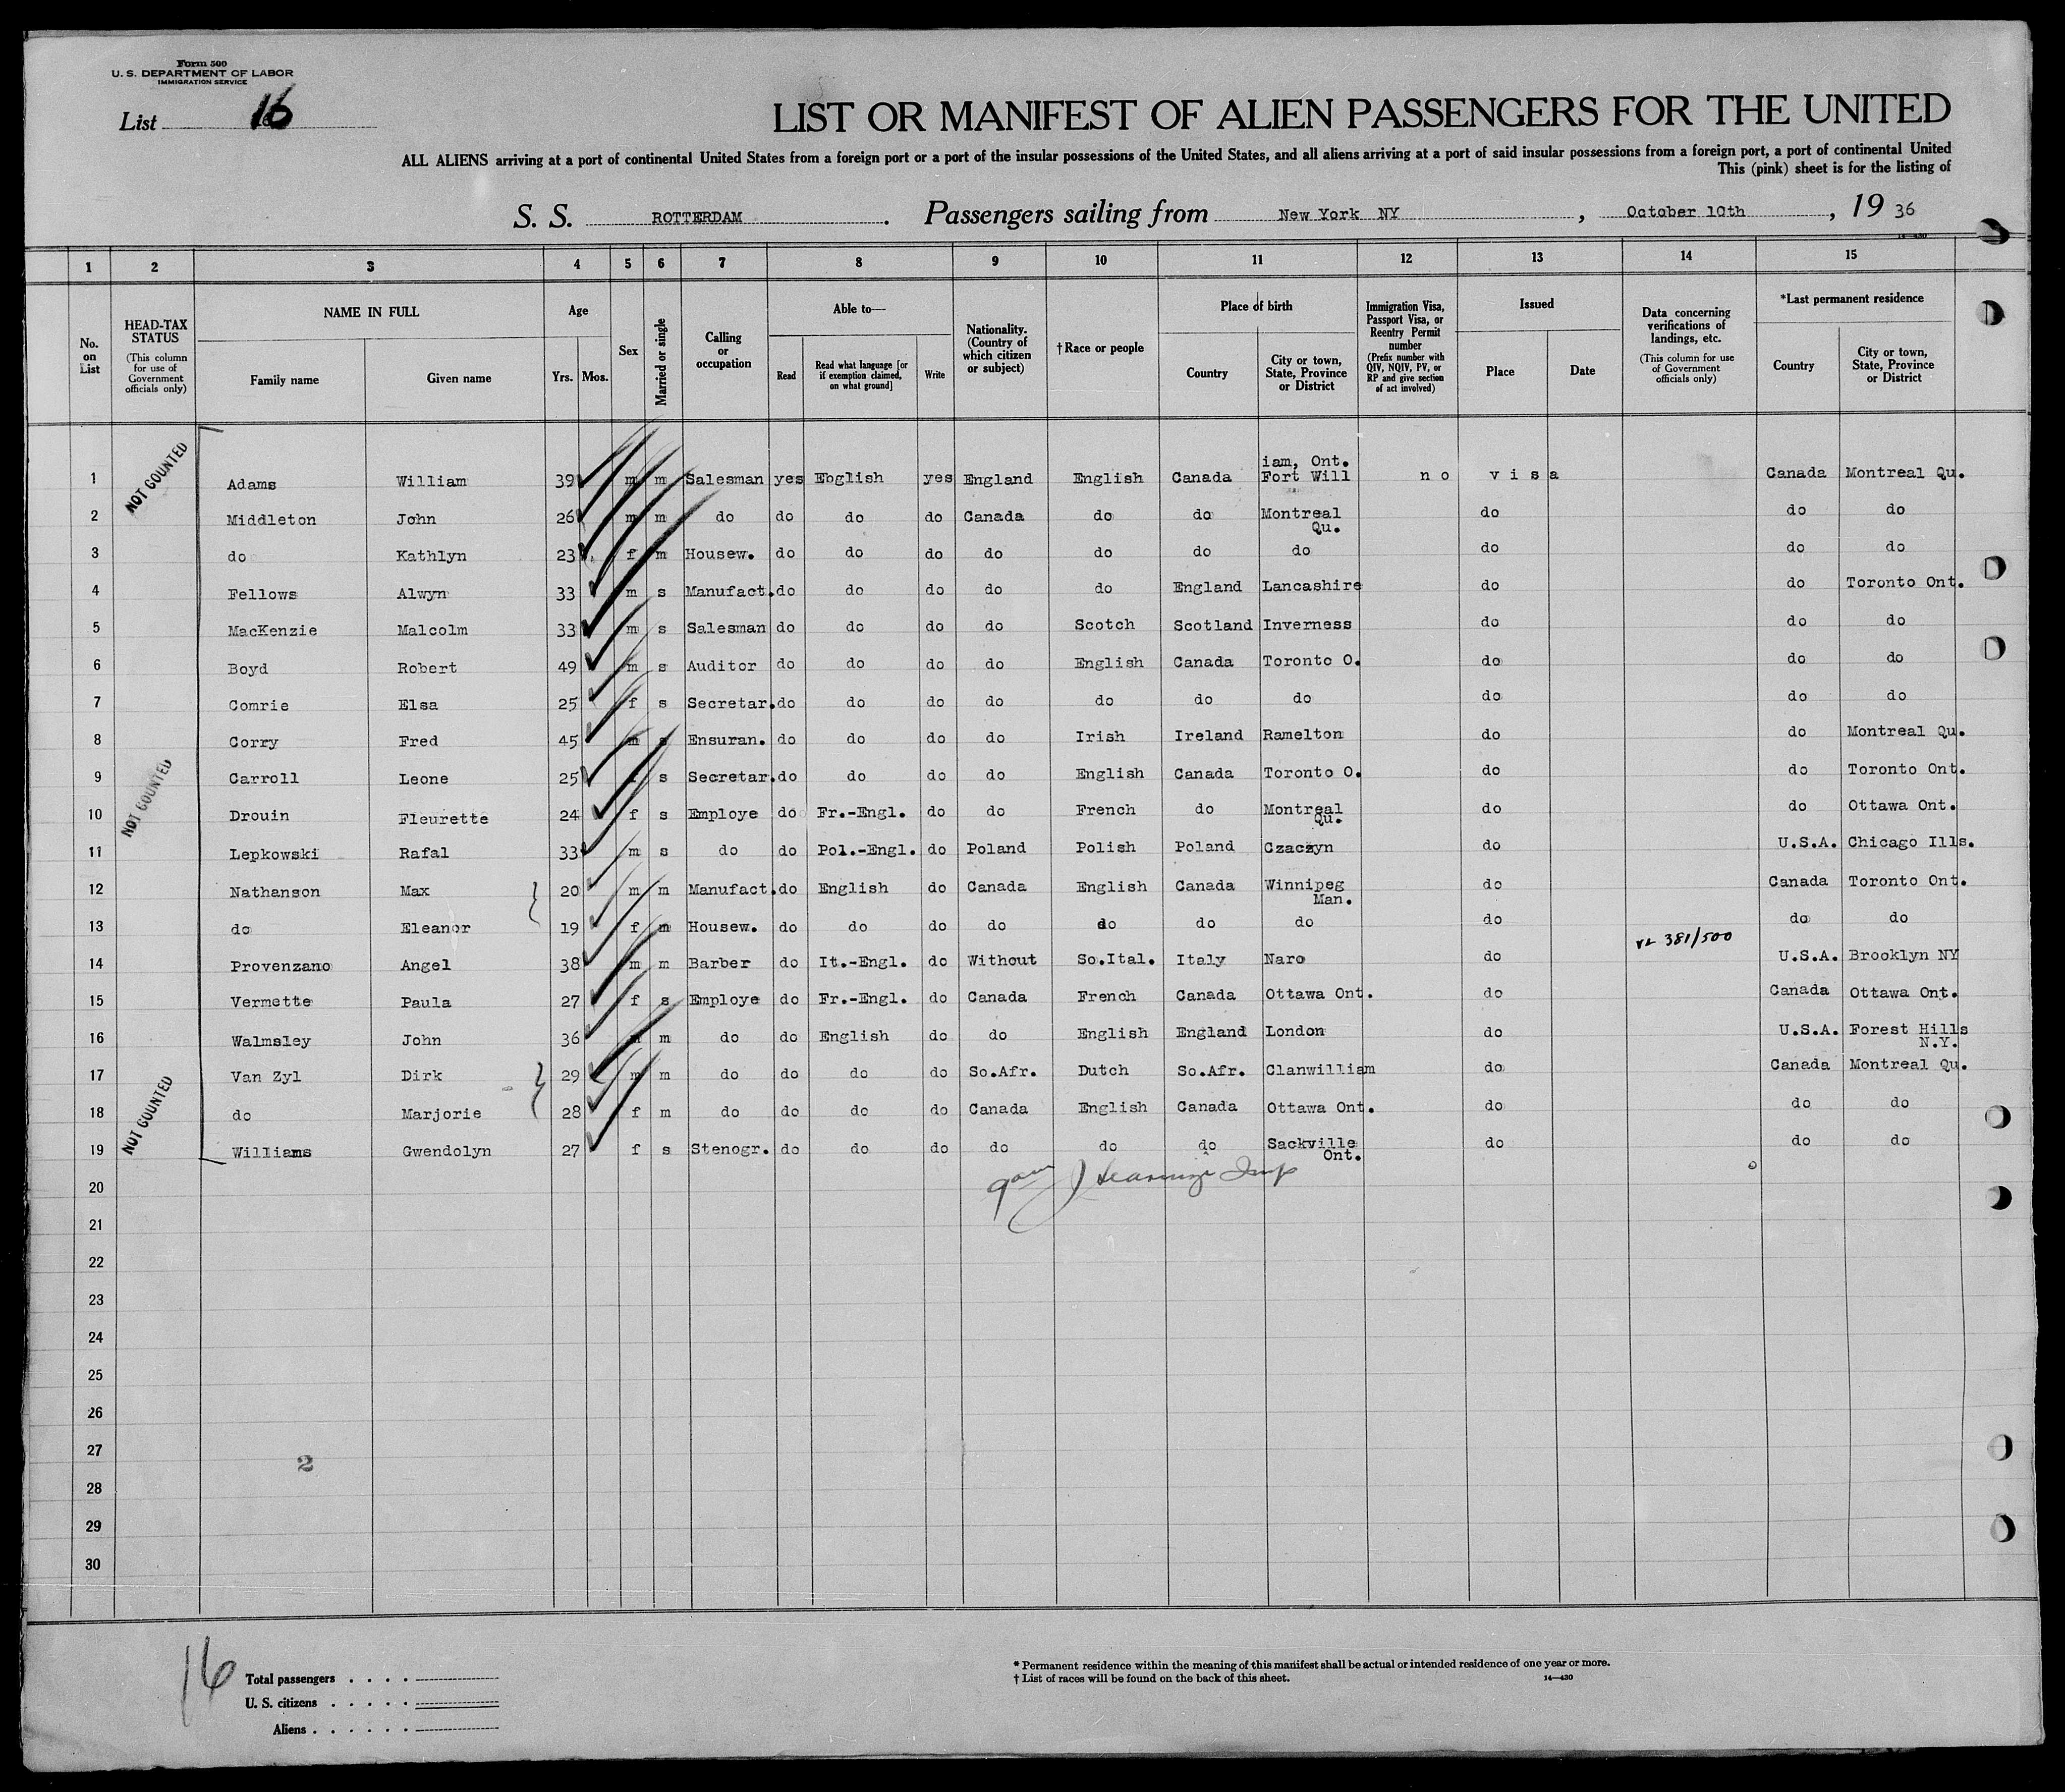 Form 500
U. S. DEPARTMENT OF LABOR
IMMIGRATION SERVICE
List 16
LIST OR MANIFEST OF ALIEN PASSENGERS FOR THE UNITED
ALL ALIENS arriving at a port of continental United States from a foreign port or a port of the insular possessions of the United States, and all aliens arriving at a port of said insular possessions from a foreign port, a port of continental United
This (pink) sheet is for the listing of
S. S. ROTTERDAM. Passengers sailing from New York NY, October 10th, 19 36
14—430
1 2 3 4 5 6 7 8 9 10 11 12 13 14 15
No. on List
HEAD-TAX STATUS (This column for use of Government officials only)
NAME IN FULL Family name Given name
Age Yrs. Mos.
Sex
Married or single
Calling or occupation
Able to— Read Read what language [or if exemption claimed, on what ground] Write
Nationality. (Country of which citizen or subject)
†Race or people
Place of birth Country City or town, State, Province or District
Immigration Visa, Passport Visa, or Reentry Permit number (Prefix number with QIV, NQIV, PV, or RP and give section of act involved)
Issued Place Date
Data concerning verifications of landings, etc. (This column for use of Government officials only)
*Last permanent residence Country City or town, State, Province or District
NOT COUNTED
1 Adams William 39 m m Salesman yes English yes England English Canada iam, Ont. Fort Will no visa Canada Montreal Qu.
2 Middleton John 26 m m do do do do Canada do do Montreal Qu. do do do
3 do Kathlyn 23 f m Housew. do do do do do do do do do do
4 Fellows Alwyn 33 m s Manufact. do do do do do England Lancashire do do Toronto Ont.
5 MacKenzie Malcolm 33 m s Salesman do do do do Scotch Scotland Inverness do do do
6 Boyd Robert 49 m s Auditor do do do do English Canada Toronto O. do do do
7 Comrie Elsa 25 f s Secretar. do do do do do do do do do do
8 Corry Fred 45 m s Ensuran. do do do do Irish Ireland Ramelton do do Montreal Qu.
9 Carroll Leone 25 f s Secretar. do do do do English Canada Toronto O. do do Toronto Ont.
NOT COUNTED
10 Drouin Fleurette 24 f s Employe do Fr.-Engl. do do French do Montreal Qu. do do Ottawa Ont.
11 Lepkowski Rafal 33 m s do do Pol.-Engl. do Poland Polish Poland Czaczyn do U.S.A. Chicago Ills.
12 Nathanson Max 20 m m Manufact. do English do Canada English Canada Winnipeg Man. do Canada Toronto Ont.
13 do Eleanor 19 f m Housew. do do do do do do do do do do
14 Provenzano Angel 38 m m Barber do It.-Engl. do Without So.Ital. Italy Naro do 381/500 U.S.A. Brooklyn NY
15 Vermette Paula 27 f s Employe do Fr.-Engl. do Canada French Canada Ottawa Ont. do Canada Ottawa Ont.
16 Walmsley John 36 m m do do English do do English England London do U.S.A. Forest Hills N.Y.
17 Van Zyl Dirk 29 m m do do do do So.Afr. Dutch So.Afr. Clanwilliam do Canada Montreal Qu.
18 do Marjorie 28 f m do do do do Canada English Canada Ottawa Ont. do do do
NOT COUNTED
19 Williams Gwendolyn 27 f s Stenogr. do do do do do do Sackville Ont. do do do
20
21
22
23
24
25
26
27
2
28
29
30
16
Total passengers
U. S. citizens
Aliens
* Permanent residence within the meaning of this manifest shall be actual or intended residence of one year or more.
† List of races will be found on the back of this sheet.
14—430